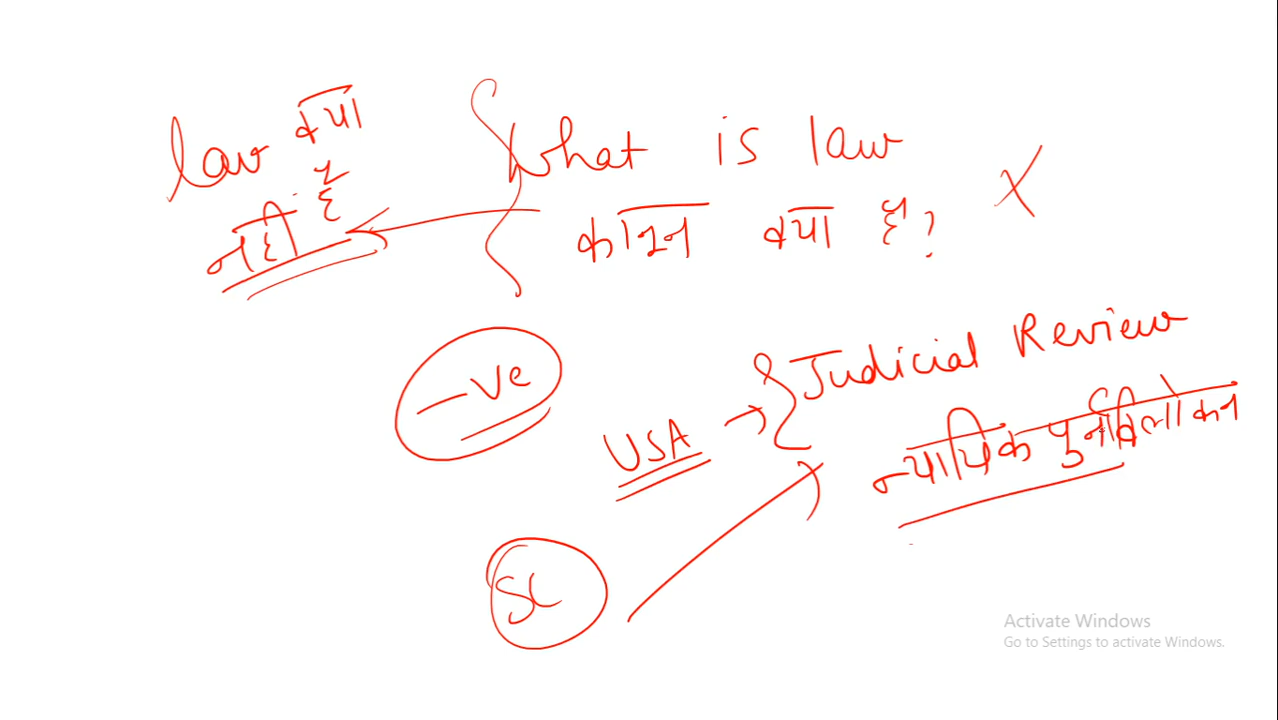 law क्या
नही है
What is law
कानून क्या है?
-ve
USA
Judicial Review
न्यायिक पुर्नविलोकन
SC
Activate Windows
Go to Settings to activate Windows.